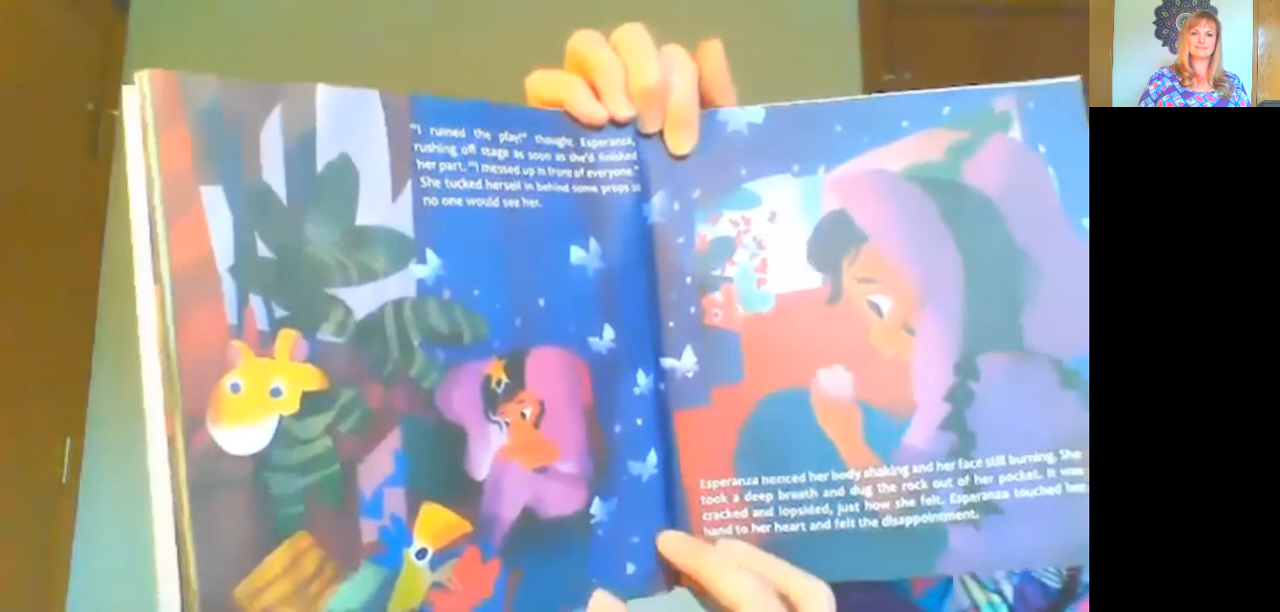 "I ruined the play!" thought Esperanza,
rushing off stage as soon as she'd finished
her part. "I messed up in front of everyone."
She tucked herself in behind some props so
no one would see her.
Esperanza noticed her body shaking and her face still burning. She
took a deep breath and dug the rock out of her pocket. It was
cracked and lopsided, just how she felt. Esperanza touched her
hand to her heart and felt the disappointment.